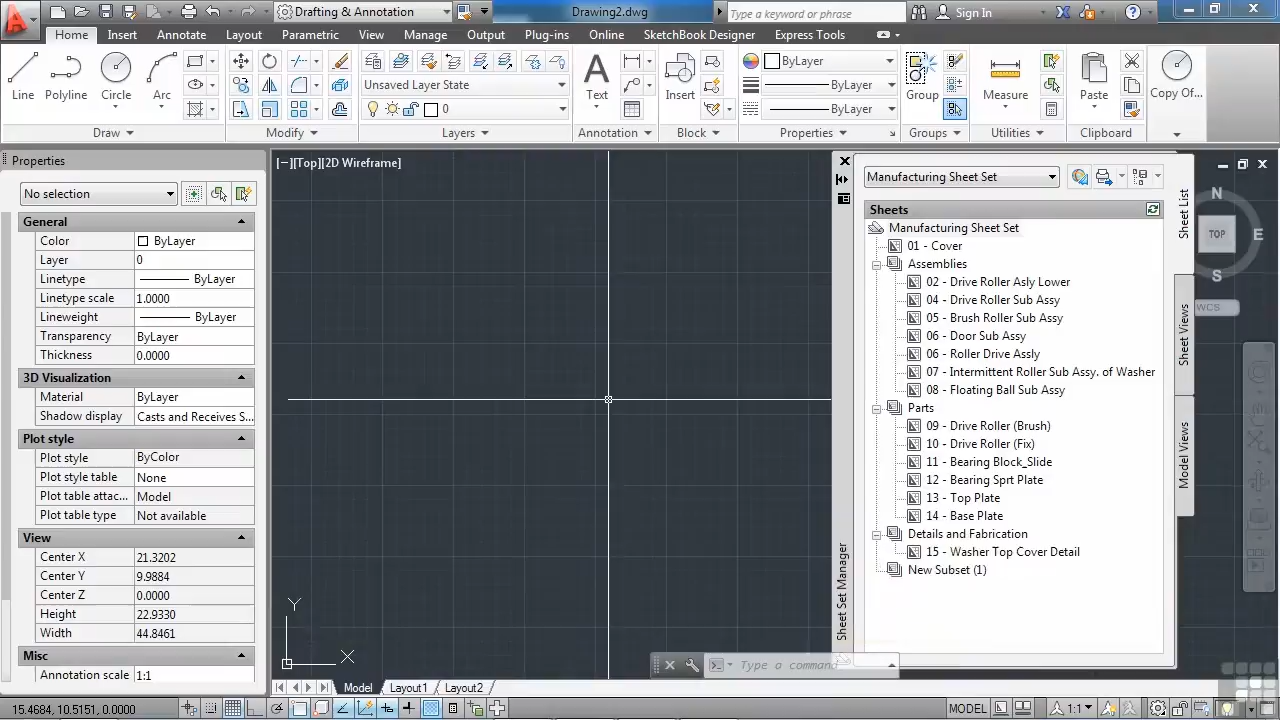 Drafting & Annotation
Drawing2.dwg
Type a keyword or phrase
Sign In
Home Insert Annotate Layout Parametric View Manage Output Plug-ins Online SketchBook Designer Express Tools
Unsaved Layer State
0
ByLayer
ByLayer
ByLayer
Line Polyline Circle Arc Text Insert Group Measure Paste Copy Of...
Draw Modify Layers Annotation Block Properties Groups Utilities Clipboard
Properties
No selection
General
Color ByLayer
Layer 0
Linetype ByLayer
Linetype scale 1.0000
Lineweight ByLayer
Transparency ByLayer
Thickness 0.0000
3D Visualization
Material ByLayer
Shadow display Casts and Receives S...
Plot style
Plot style ByColor
Plot style table None
Plot table attac... Model
Plot table type Not available
View
Center X 21.3202
Center Y 9.9884
Center Z 0.0000
Height 22.9330
Width 44.8461
Misc
Annotation scale 1:1
[−][Top][2D Wireframe]
Y
X
Manufacturing Sheet Set
Sheets
Manufacturing Sheet Set
01 - Cover
Assemblies
02 - Drive Roller Asly Lower
04 - Drive Roller Sub Assy
05 - Brush Roller Sub Assy
06 - Door Sub Assy
06 - Roller Drive Assly
07 - Intermittent Roller Sub Assy. of Washer
08 - Floating Ball Sub Assy
Parts
09 - Drive Roller (Brush)
10 - Drive Roller (Fix)
11 - Bearing Block_Slide
12 - Bearing Sprt Plate
13 - Top Plate
14 - Base Plate
Details and Fabrication
15 - Washer Top Cover Detail
New Subset (1)
Sheet Set Manager
Sheet List
Sheet Views
Model Views
N
TOP
E
S
WCS
Type a command
Model Layout1 Layout2
15.4684, 10.5151, 0.0000
MODEL
1:1